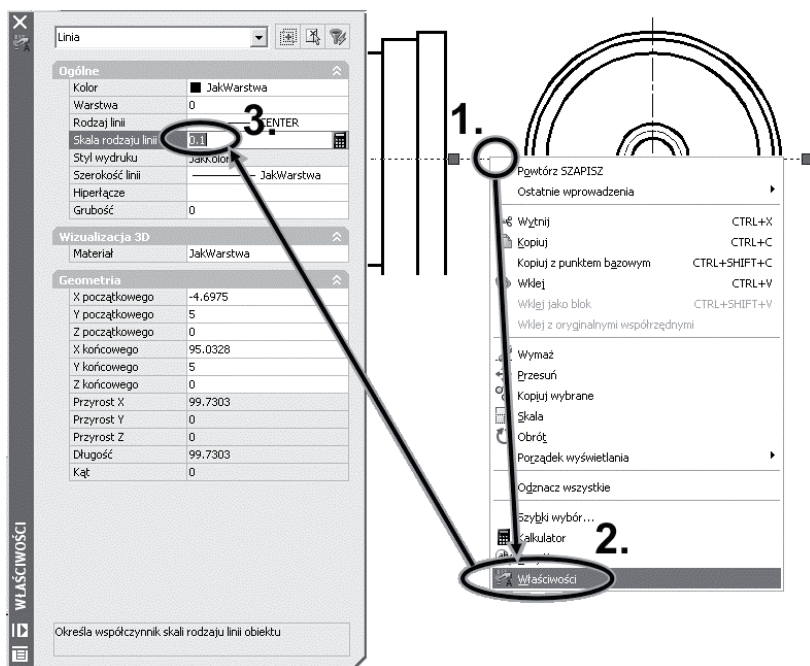 Linia
Ogólne
Kolor JakWarstwa
Warstwa 0
Rodzaj linii CENTER
Skala rodzaju linii 0.1
Styl wydruku JakKolor
Szerokość linii JakWarstwa
Hiperłącze
Grubość 0
Wizualizacja 3D
Materiał JakWarstwa
Geometria
X początkowego -4.6975
Y początkowego 5
Z początkowego 0
X końcowego 95.0328
Y końcowego 5
Z końcowego 0
Przyrost X 99.7303
Przyrost Y 0
Przyrost Z 0
Długość 99.7303
Kąt 0
WŁAŚCIWOŚCI
Określa współczynnik skali rodzaju linii obiektu
3.
1.
Powtórz SZAPISZ
Ostatnie wprowadzenia
Wytnij CTRL+X
Kopiuj CTRL+C
Kopiuj z punktem bazowym CTRL+SHIFT+C
Wklej CTRL+V
Wklej jako blok CTRL+SHIFT+V
Wklej z oryginalnymi współrzędnymi
Wymaż
Przesuń
Kopiuj wybrane
Skala
Obrót
Porządek wyświetlania
Odznacz wszystkie
Szybki wybór...
Kalkulator
2.
Właściwości